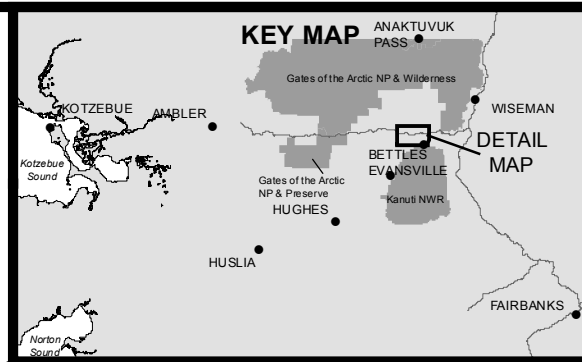 KEY MAP
ANAKTUVUK
PASS
Gates of the Arctic NP & Wilderness
KOTZEBUE
AMBLER
WISEMAN
Kotzebue
Sound
DETAIL
MAP
BETTLES
EVANSVILLE
Gates of the Arctic
NP & Preserve
Kanuti NWR
HUGHES
HUSLIA
FAIRBANKS
Norton
Sound